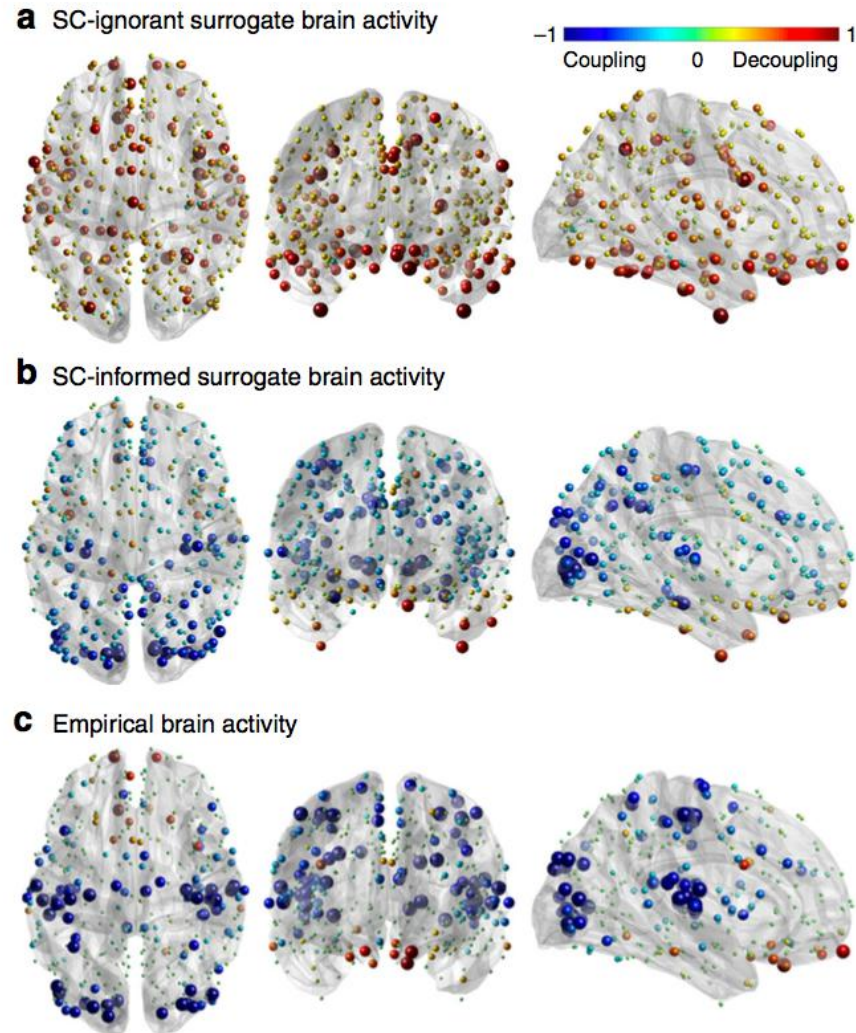 a SC-ignorant surrogate brain activity
–1 1
Coupling 0 Decoupling
b SC-informed surrogate brain activity
c Empirical brain activity